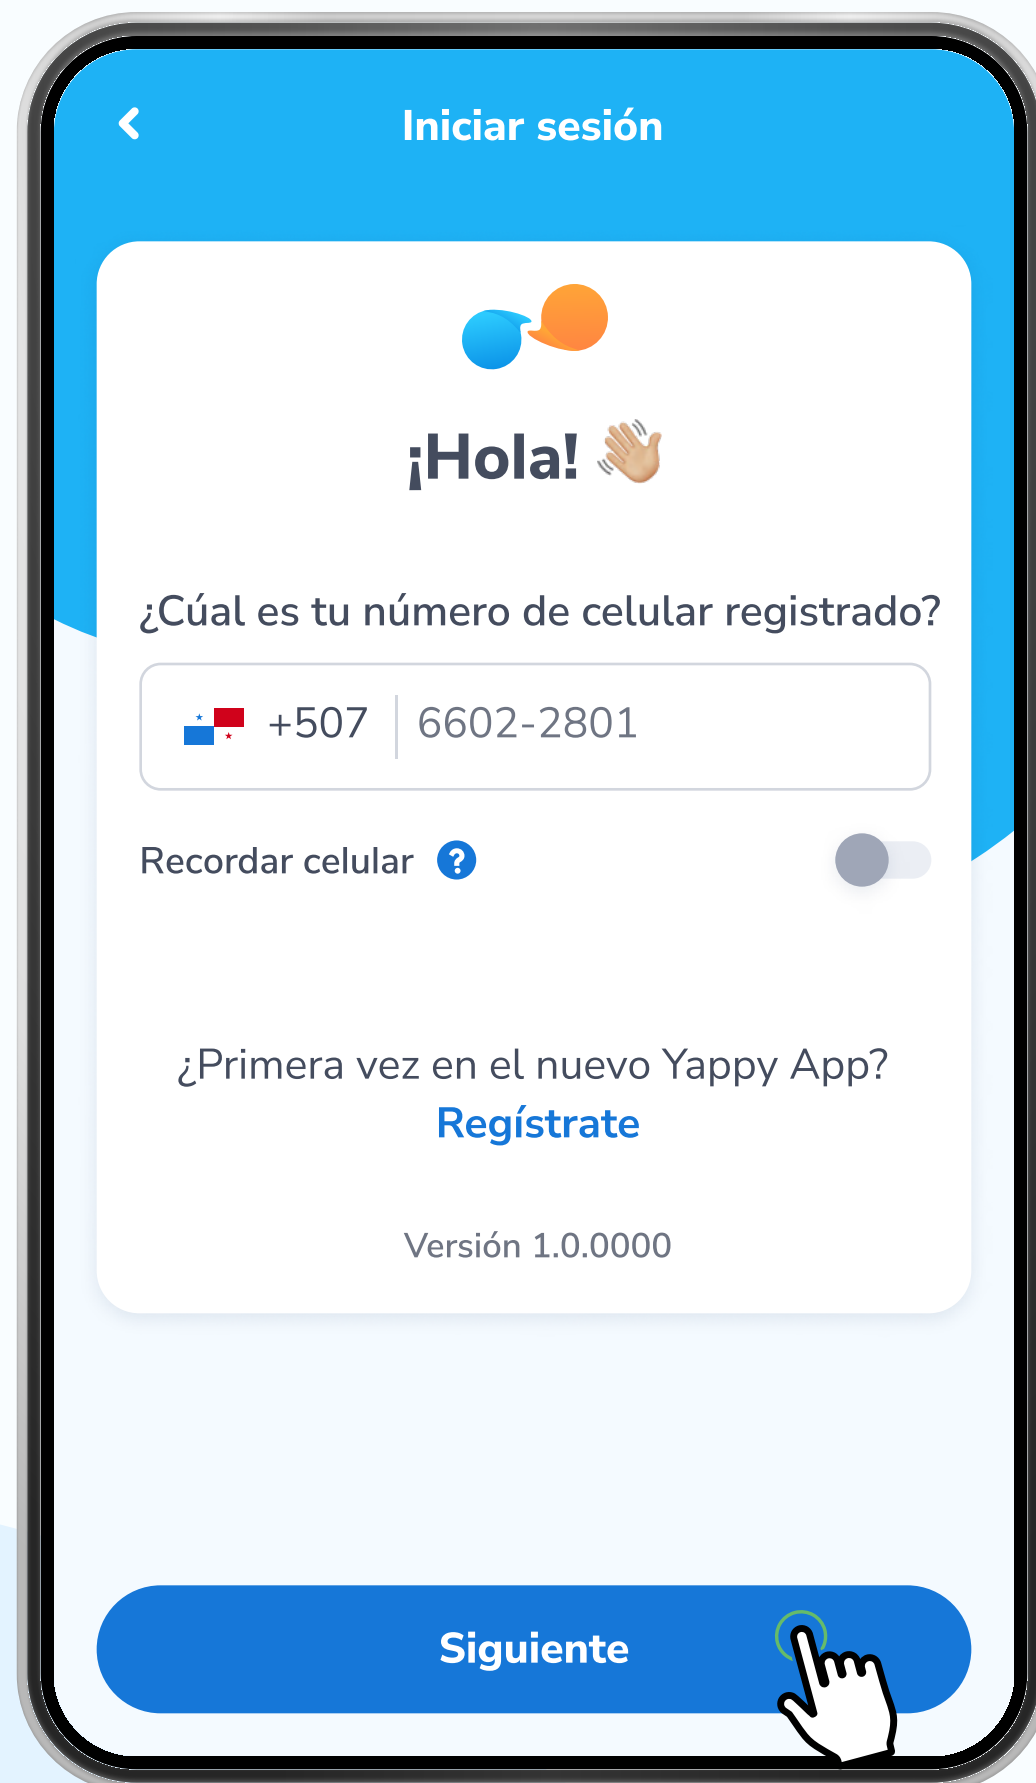 Iniciar sesión
¡Hola! 👋🏼
¿Cúal es tu número de celular registrado?
+507 6602-2801
Recordar celular ?
¿Primera vez en el nuevo Yappy App?
Regístrate
Versión 1.0.0000
Siguiente